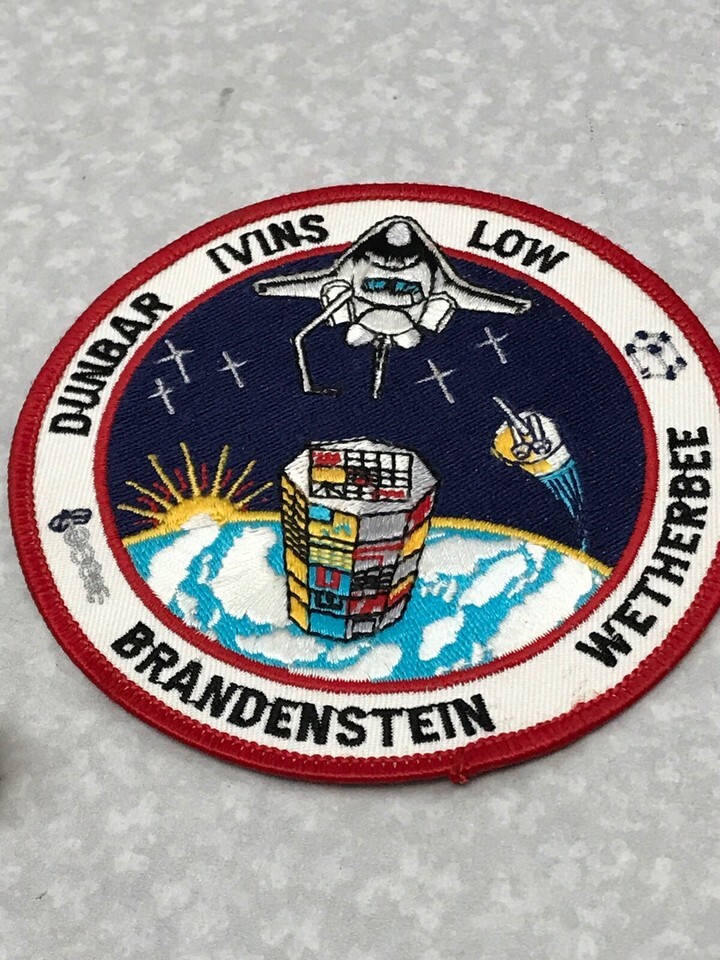 DUNBAR
IVINS
LOW
WETHERBEE
BRANDENSTEIN